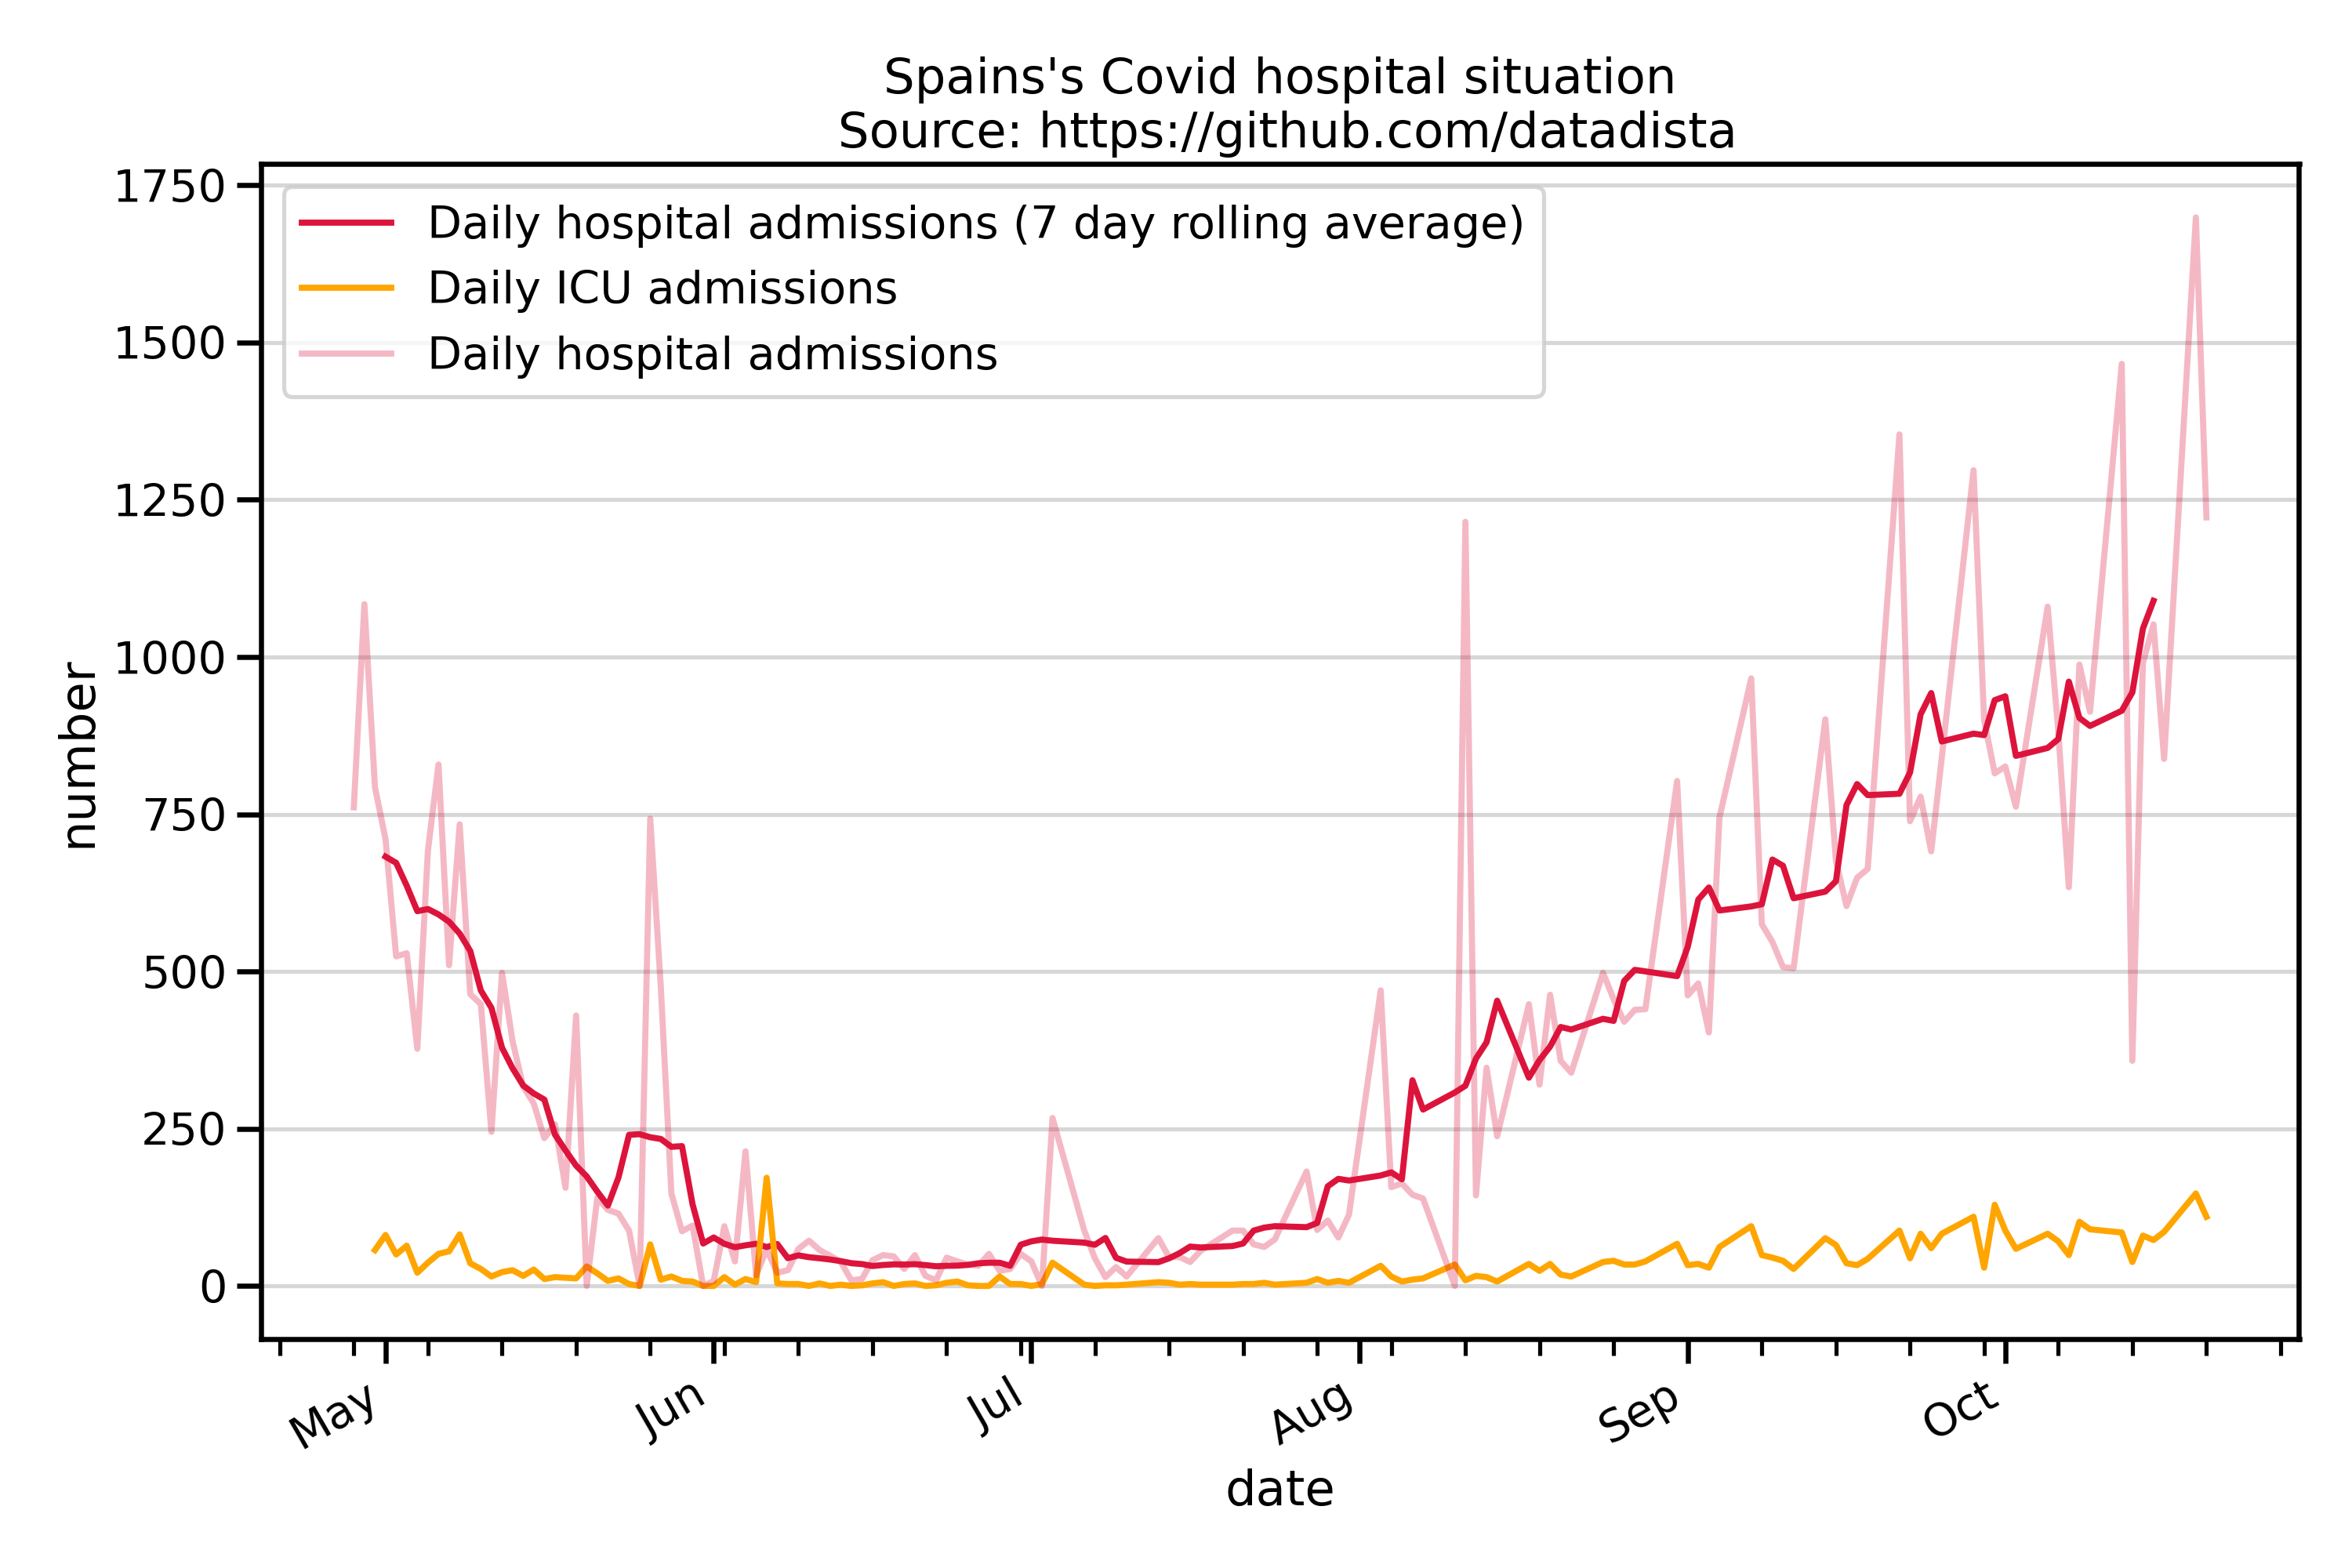 Spains's Covid hospital situation
Source: https://github.com/datadista
1750
1500
1250
1000
750
500
250
0
number
Daily hospital admissions (7 day rolling average)
Daily ICU admissions
Daily hospital admissions
May
Jun
Jul
Aug
Sep
Oct
date